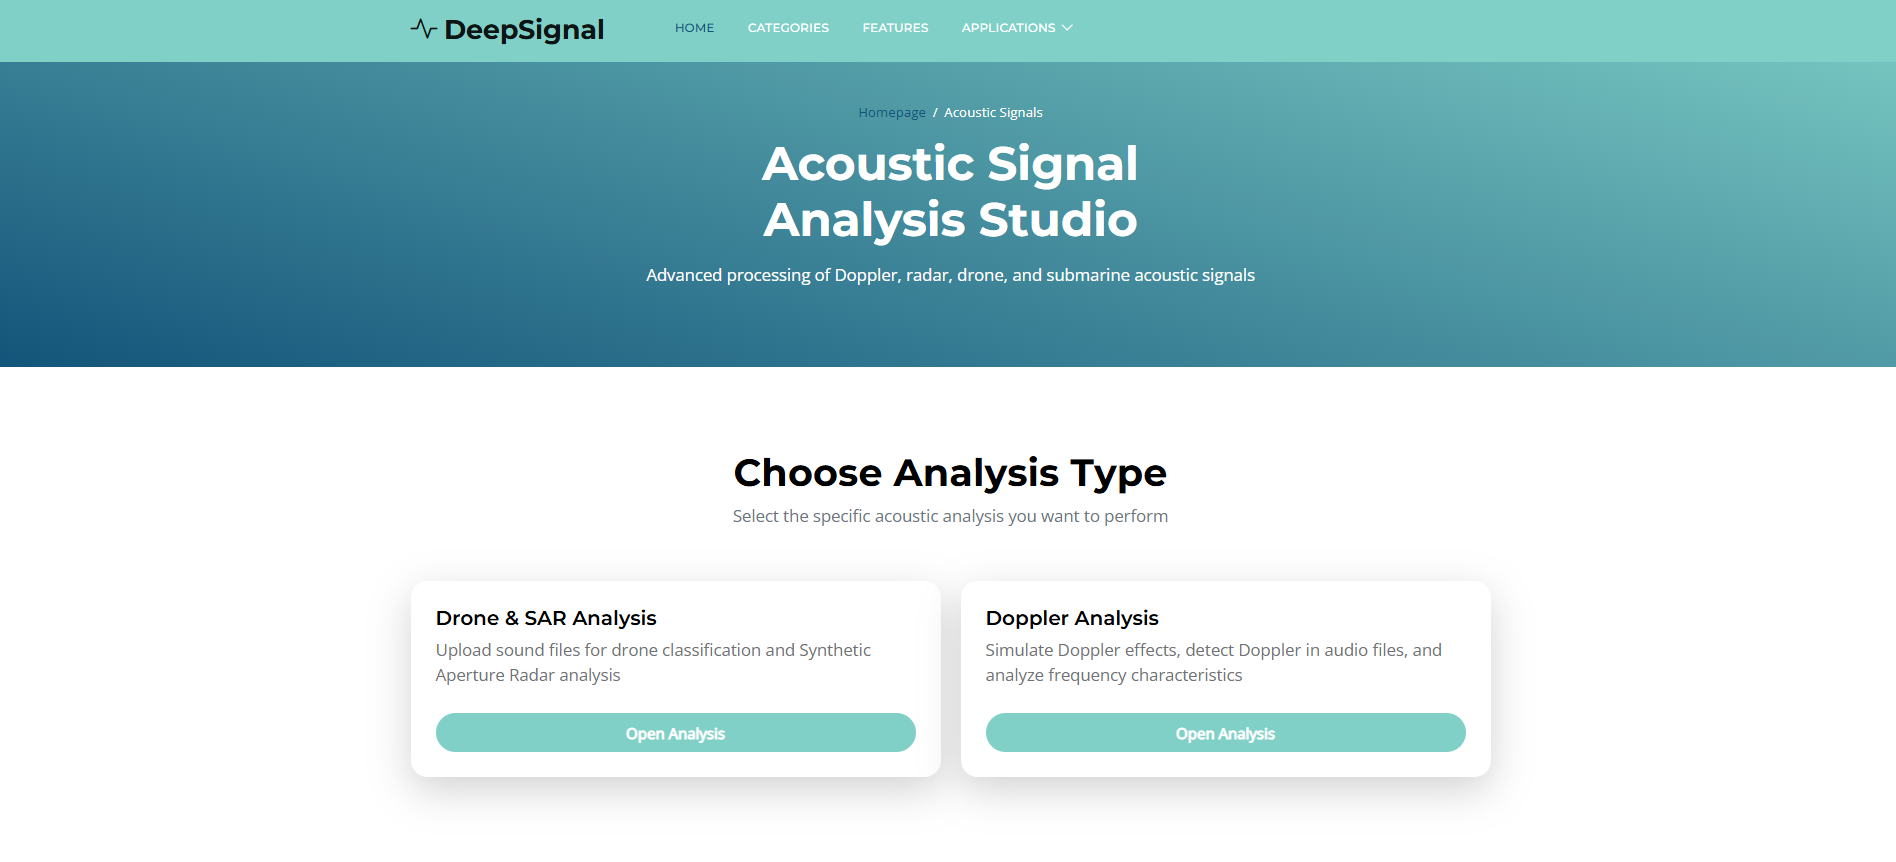 DeepSignal
HOME
CATEGORIES
FEATURES
APPLICATIONS
Homepage / Acoustic Signals
Acoustic Signal
Analysis Studio
Advanced processing of Doppler, radar, drone, and submarine acoustic signals
Choose Analysis Type
Select the specific acoustic analysis you want to perform
Drone & SAR Analysis
Upload sound files for drone classification and Synthetic
Aperture Radar analysis
Open Analysis
Doppler Analysis
Simulate Doppler effects, detect Doppler in audio files, and
analyze frequency characteristics
Open Analysis